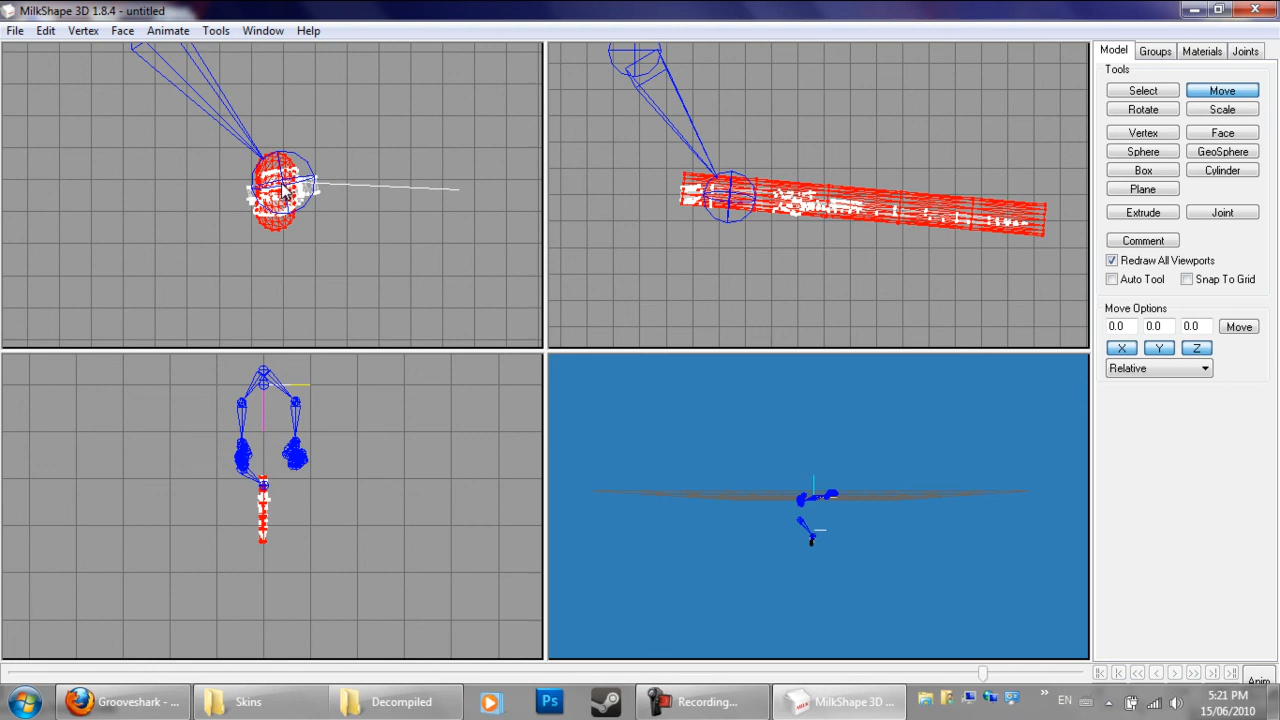 MilkShape 3D 1.8.4 - untitled
File Edit Vertex Face Animate Tools Window Help
Model Groups Materials Joints
Tools
Select Move
Rotate Scale
Vertex Face
Sphere GeoSphere
Box Cylinder
Plane
Extrude Joint
Comment
Redraw All Viewports
Auto Tool Snap To Grid
Move Options
0.0 0.0 0.0 Move
X Y Z
Relative
Anim
Grooveshark - ... Skins Decompiled Ps Recording... MilkShape 3D ... EN
5:21 PM
15/06/2010